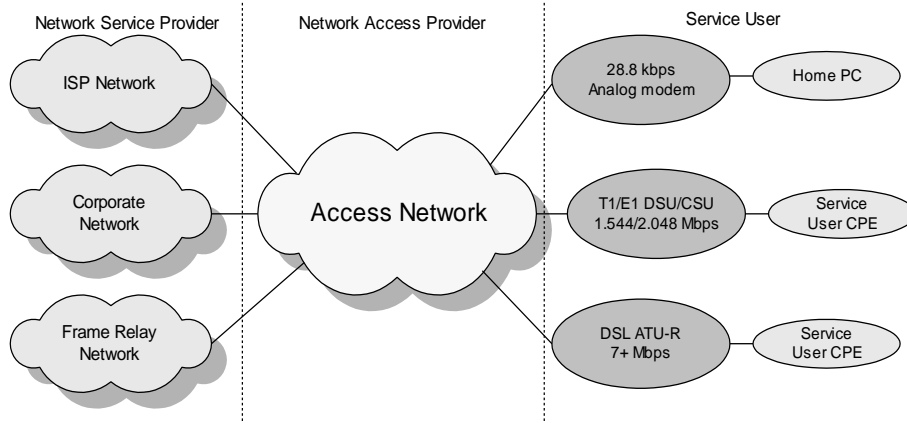 Network Service Provider
Network Access Provider
Service User
ISP Network
Corporate
Network
Frame Relay
Network
Access Network
28.8 kbps
Analog modem
Home PC
T1/E1 DSU/CSU
1.544/2.048 Mbps
Service
User CPE
DSL ATU-R
7+ Mbps
Service
User CPE